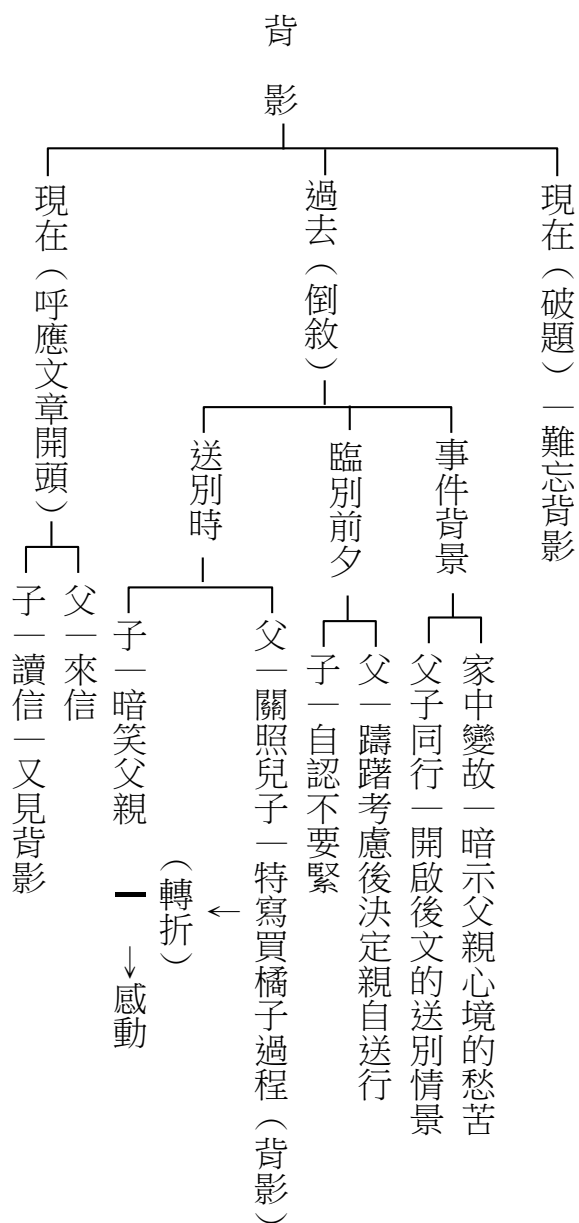 背影
現在（破題）—難忘背影
過去（倒敘）
事件背景
家中變故—暗示父親心境的愁苦
父子同行—開啟後文的送別情景
臨別前夕
父—躊躇考慮後決定親自送行
子—自認不要緊
送別時
父—關照兒子—特寫買橘子過程（背影）
（轉折）
子—暗笑父親
→感動
現在（呼應文章開頭）
父—來信
子—讀信—又見背影